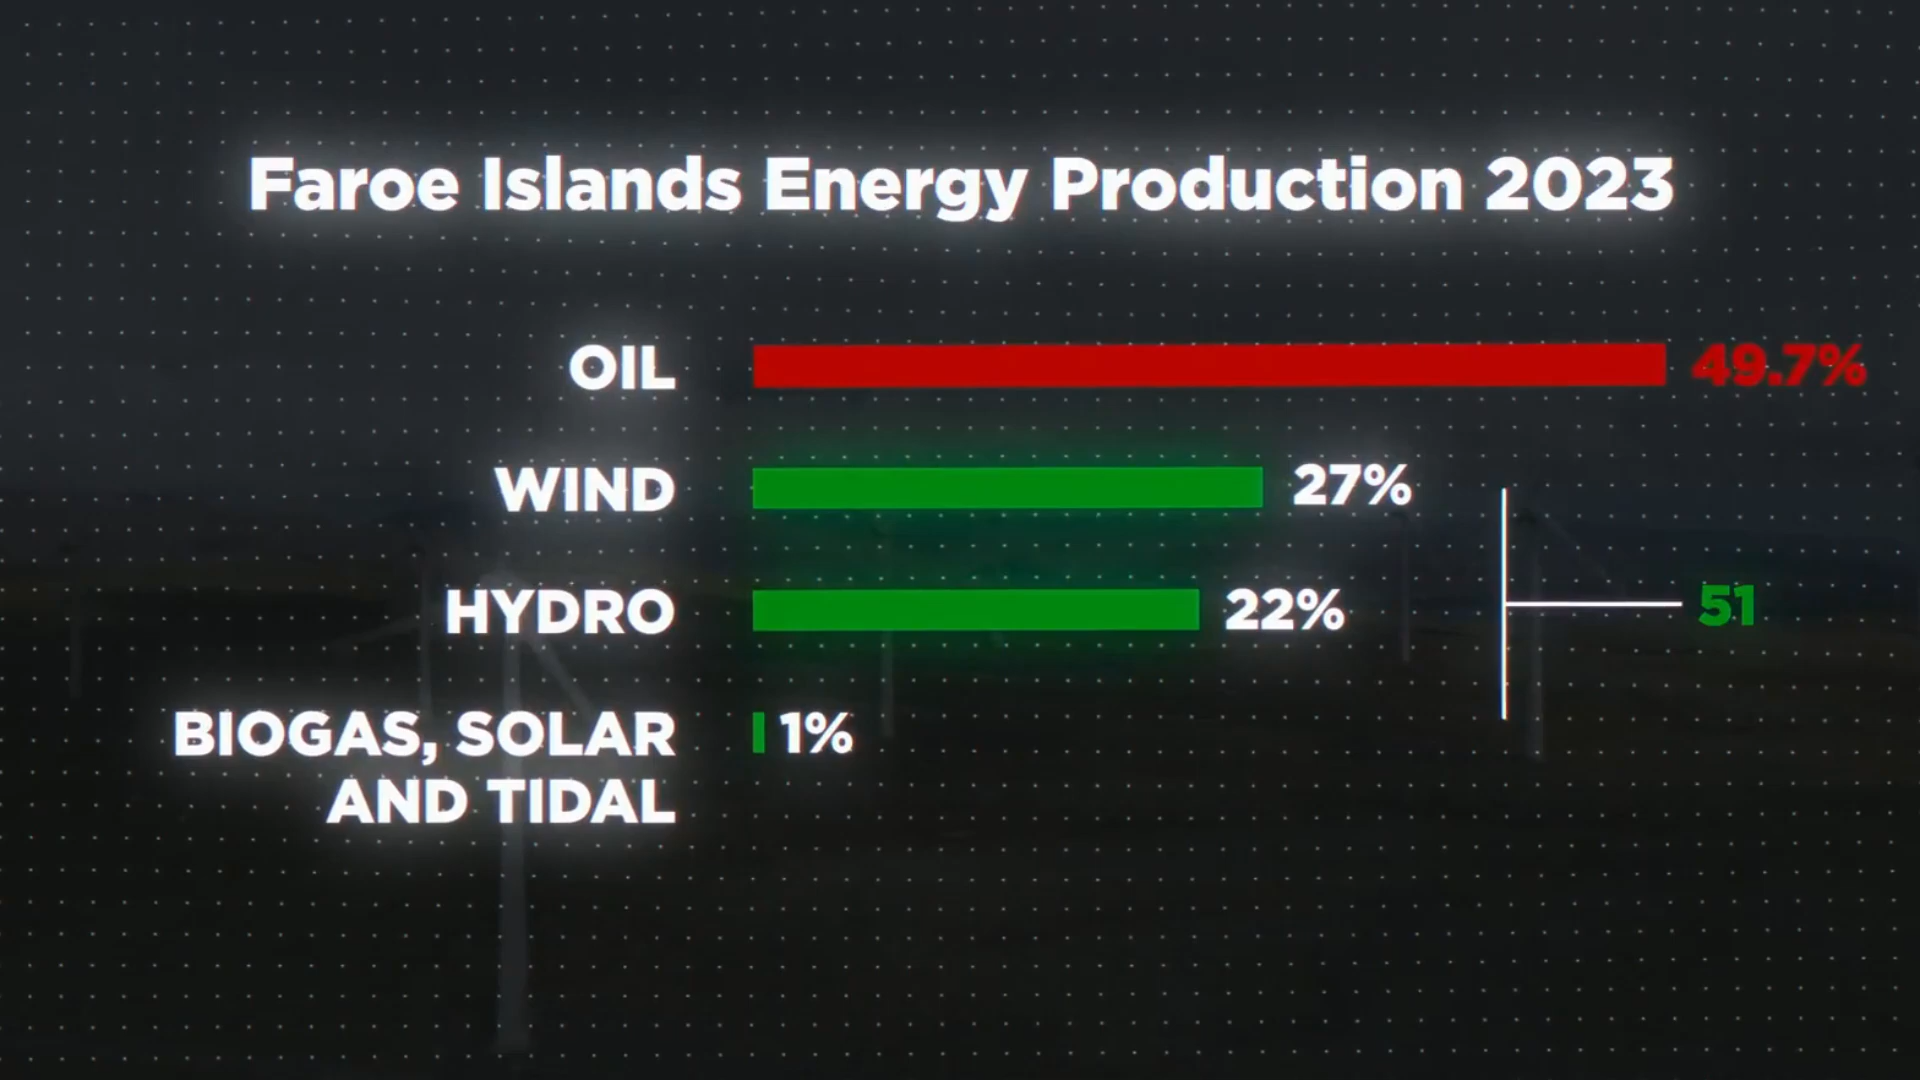 Faroe Islands Energy Production 2023
OIL 49.7%
WIND 27%
HYDRO 22%
51
BIOGAS, SOLAR 1%
AND TIDAL